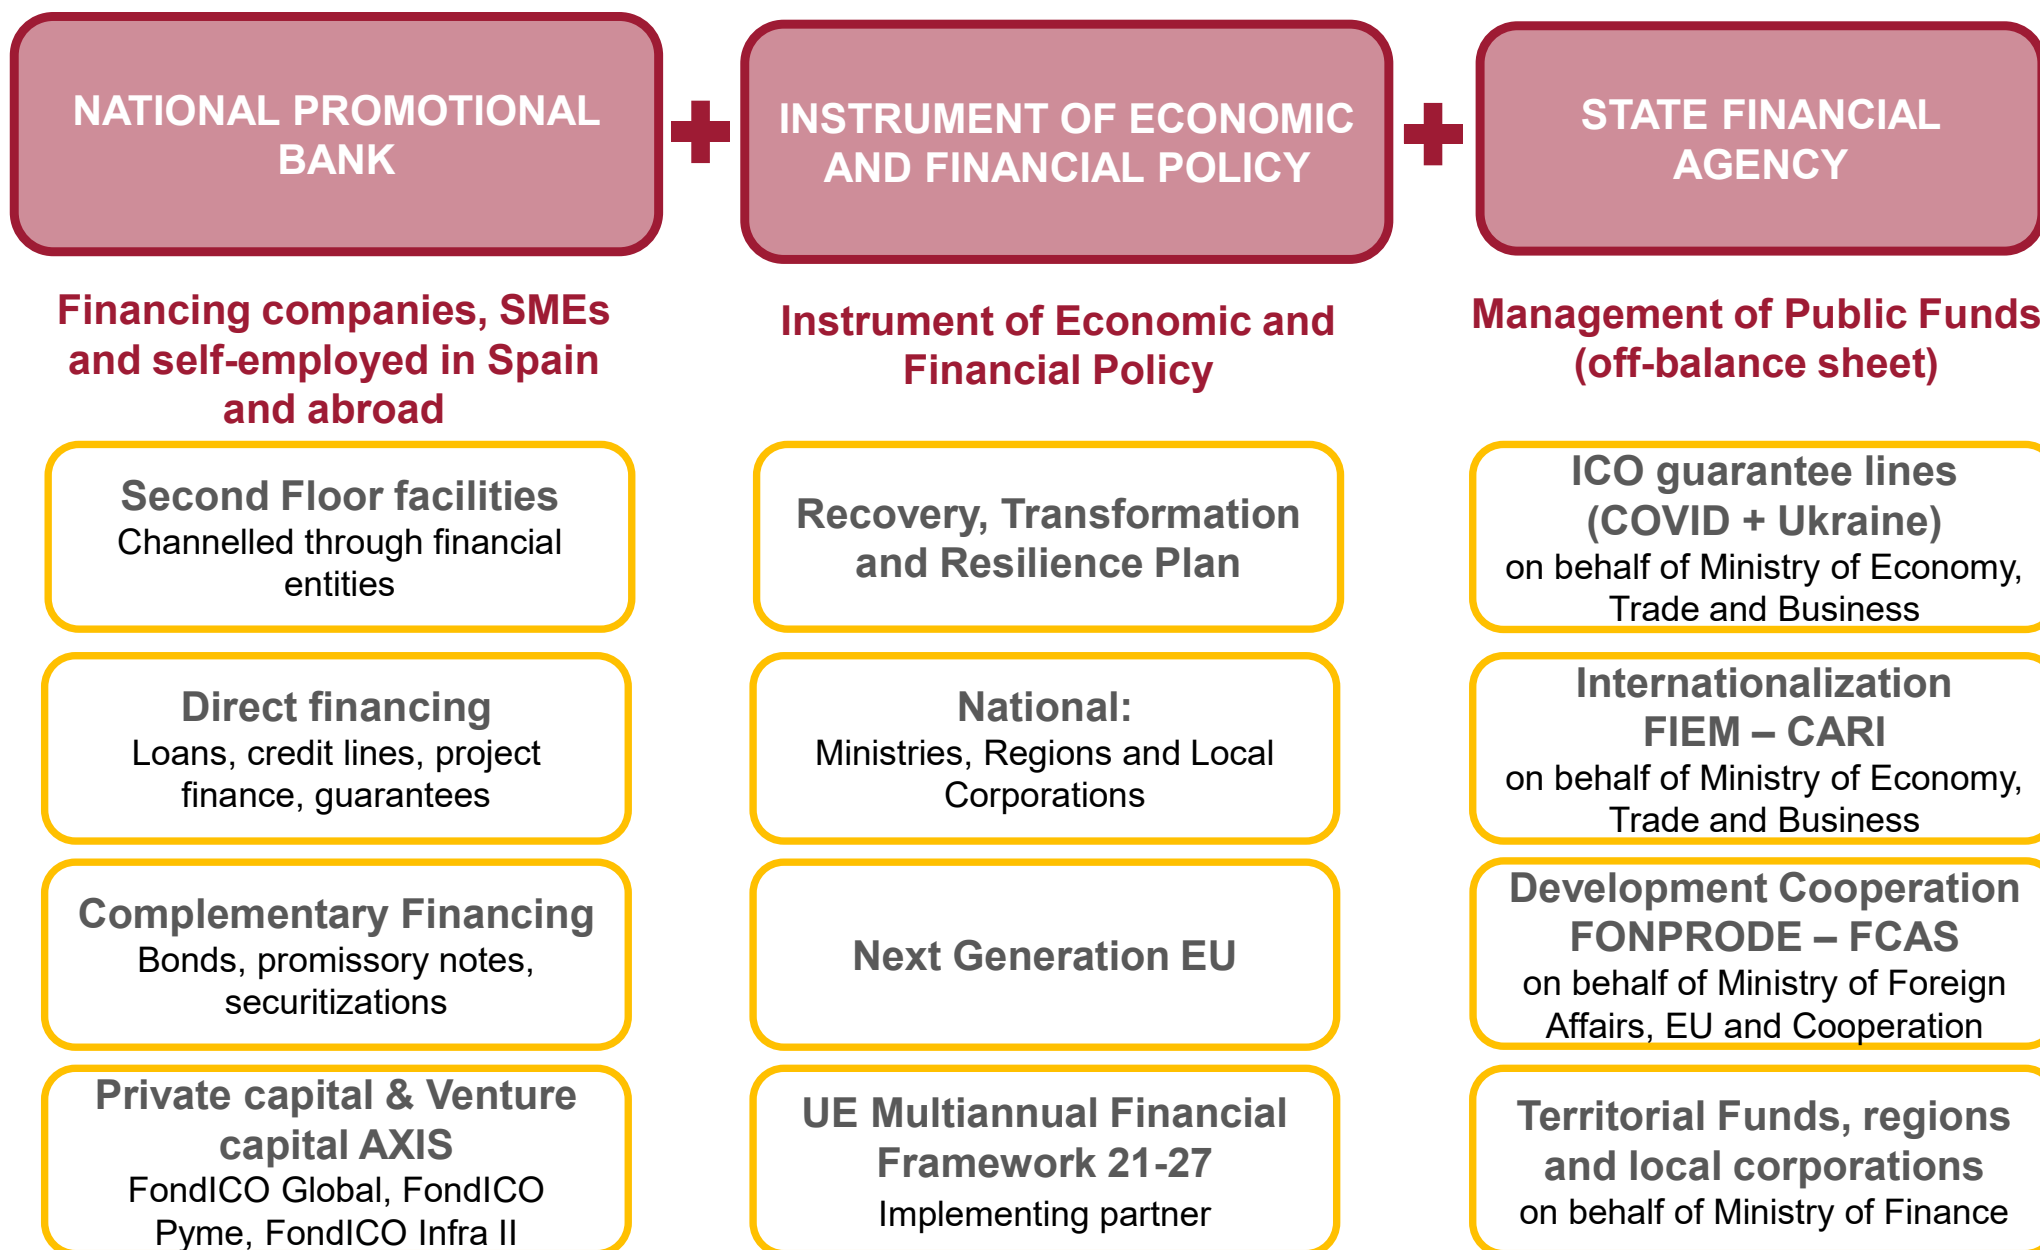 NATIONAL PROMOTIONAL
BANK
INSTRUMENT OF ECONOMIC
AND FINANCIAL POLICY
STATE FINANCIAL
AGENCY
Financing companies, SMEs
and self-employed in Spain
and abroad
Second Floor facilities
Channelled through financial
entities
Direct financing
Loans, credit lines, project
finance, guarantees
Complementary Financing
Bonds, promissory notes,
securitizations
Private capital & Venture
capital AXIS
FondICO Global, FondICO
Pyme, FondICO Infra II
Instrument of Economic and
Financial Policy
Recovery, Transformation
and Resilience Plan
National:
Ministries, Regions and Local
Corporations
Next Generation EU
UE Multiannual Financial
Framework 21-27
Implementing partner
Management of Public Funds
(off-balance sheet)
ICO guarantee lines
(COVID + Ukraine)
on behalf of Ministry of Economy,
Trade and Business
Internationalization
FIEM – CARI
on behalf of Ministry of Economy,
Trade and Business
Development Cooperation
FONPRODE – FCAS
on behalf of Ministry of Foreign
Affairs, EU and Cooperation
Territorial Funds, regions
and local corporations
on behalf of Ministry of Finance